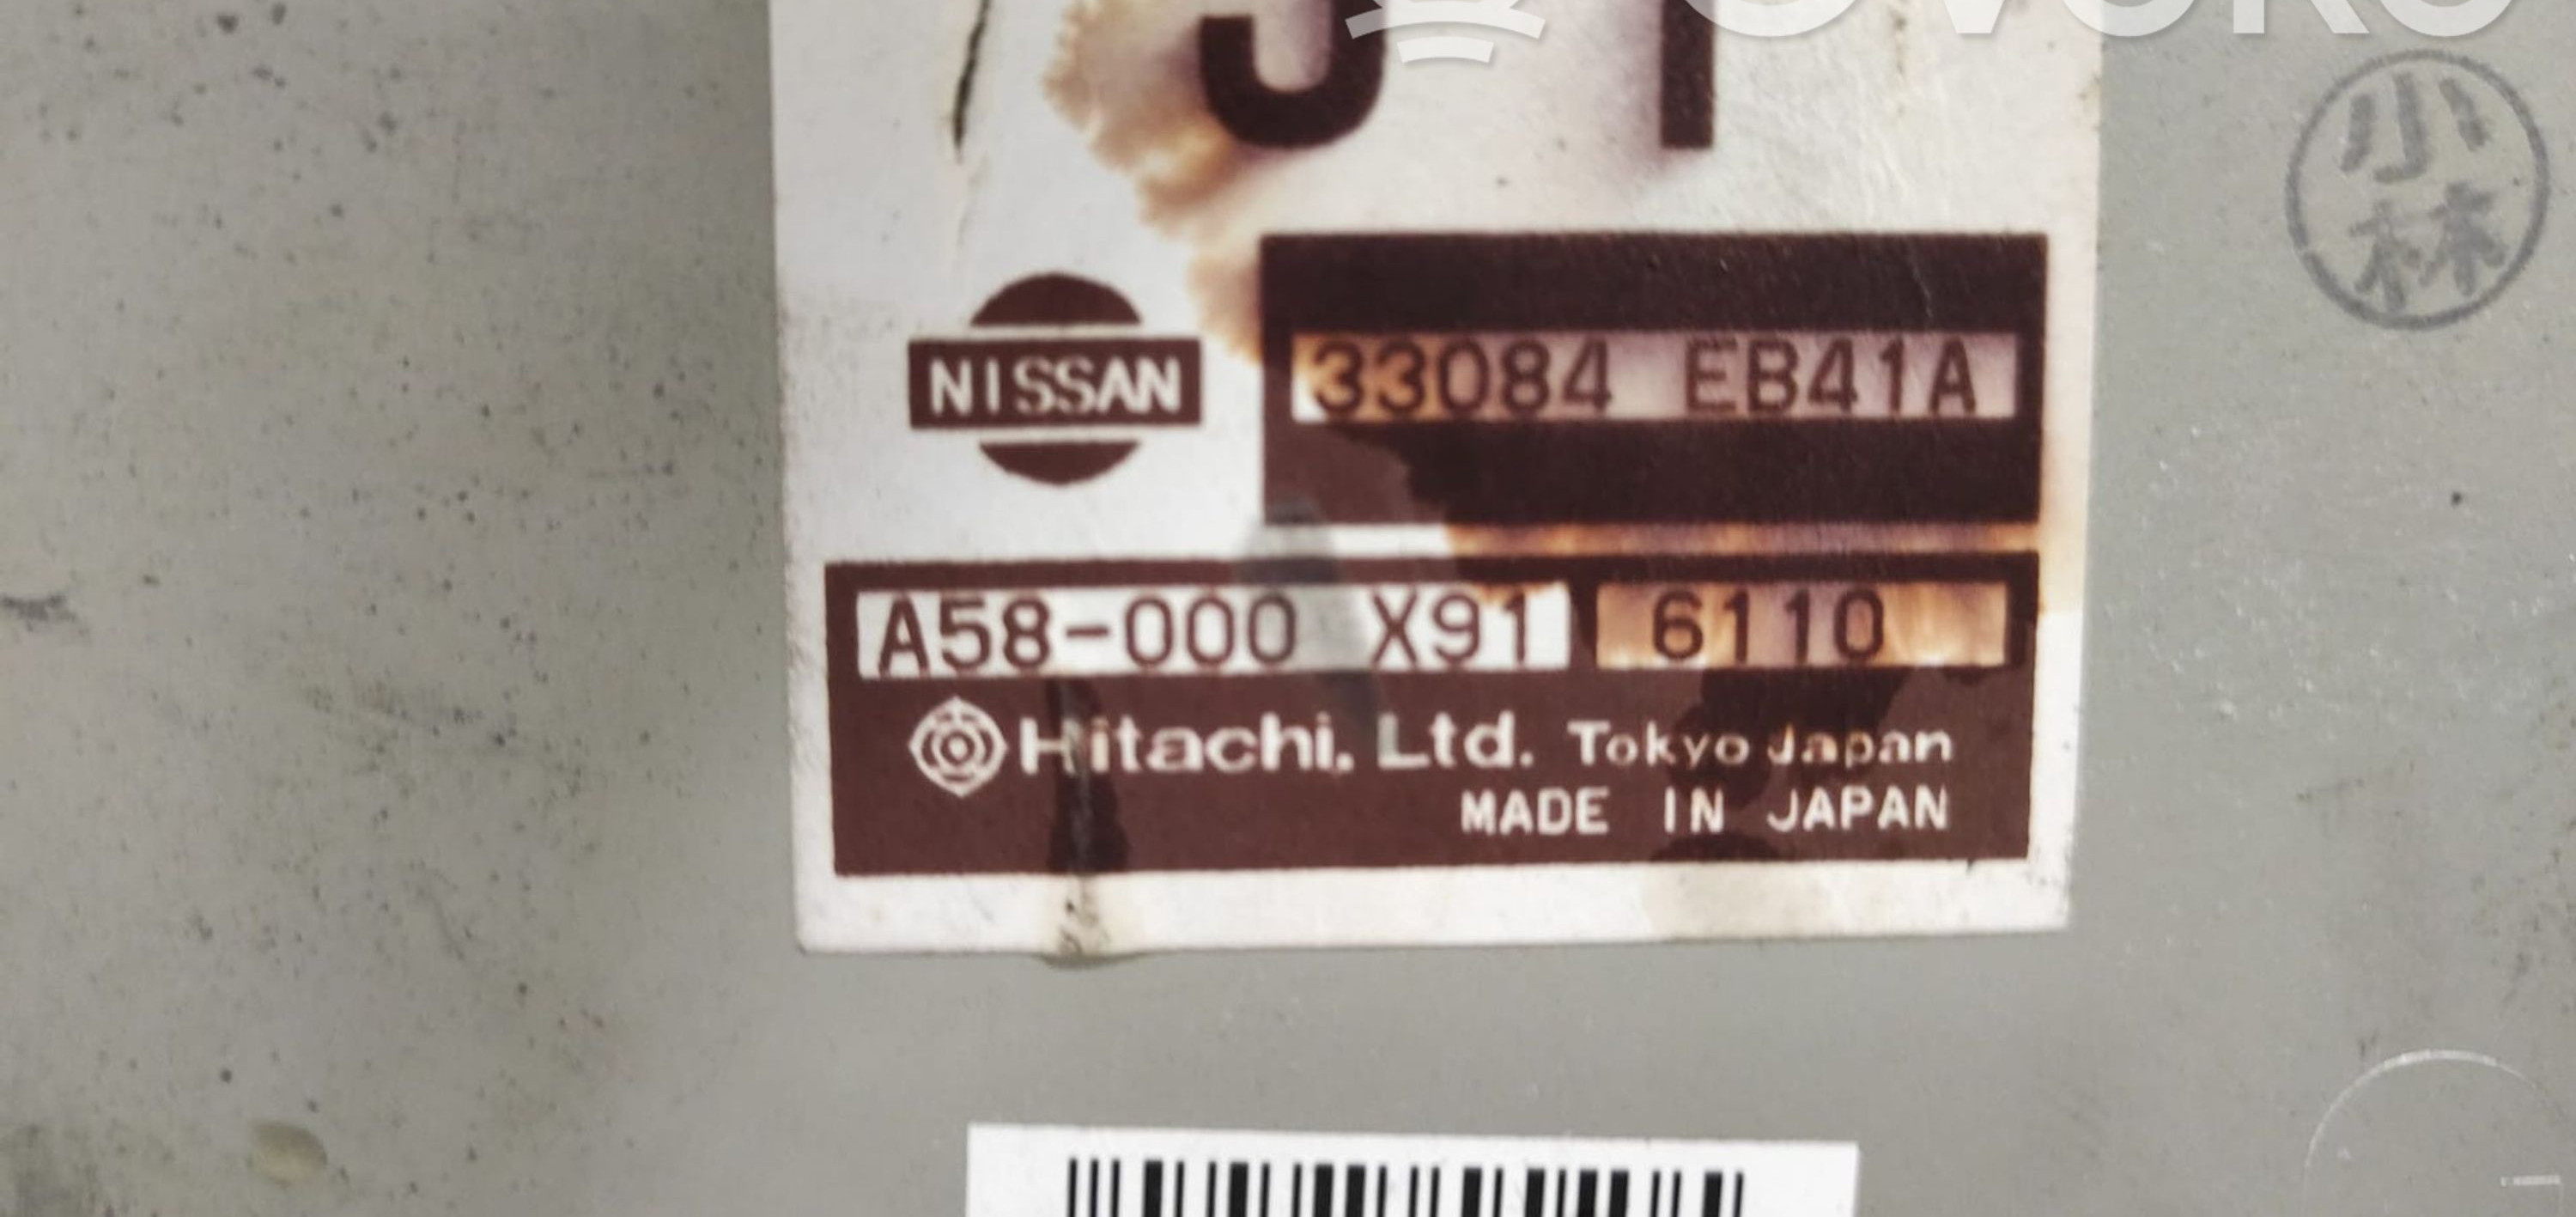 NISSAN
33084 EB41A
A58-000 X91 6110
Hitachi, Ltd. Tokyo Japan
MADE IN JAPAN
小林